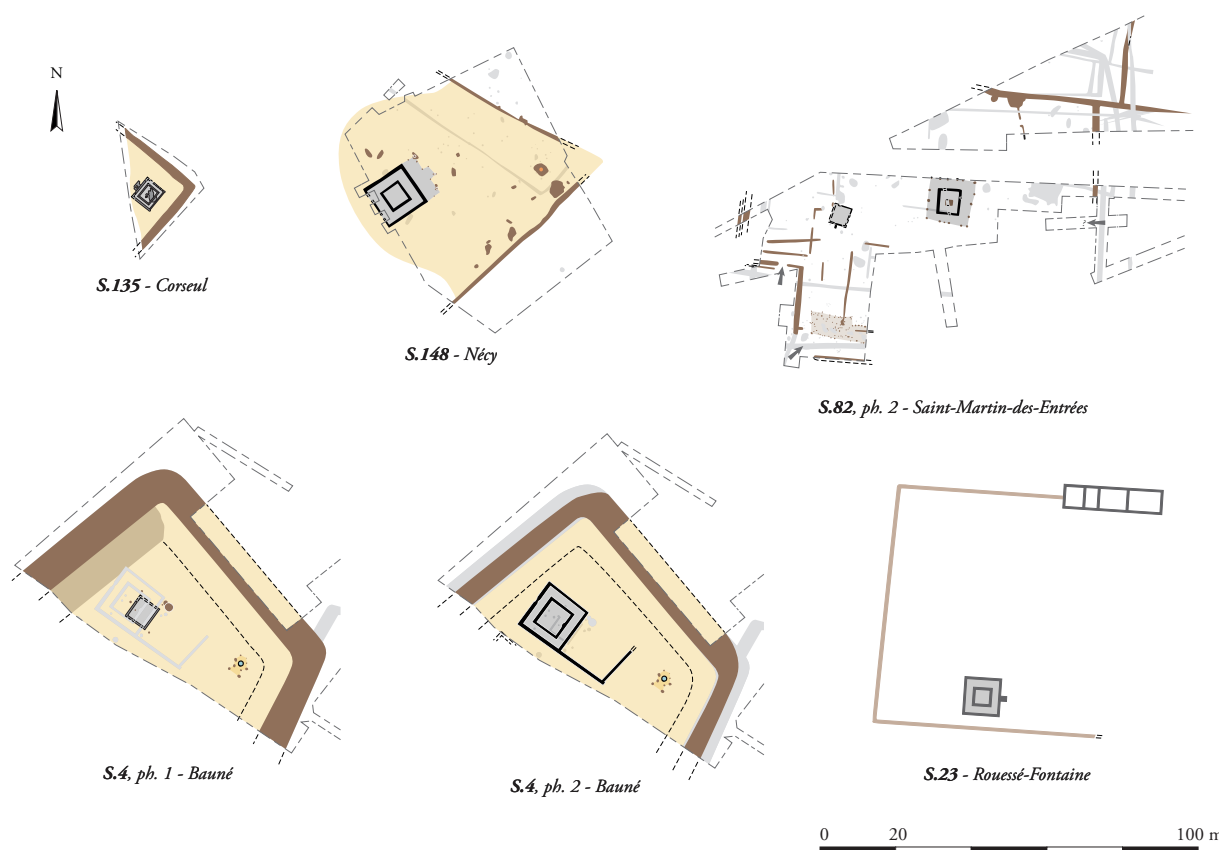 N
S.135 - Corseul
S.148 - Nécy
S.82, ph. 2 - Saint-Martin-des-Entrées
S.4, ph. 1 - Bauné
S.4, ph. 2 - Bauné
S.23 - Rouessé-Fontaine
0 20 100 m